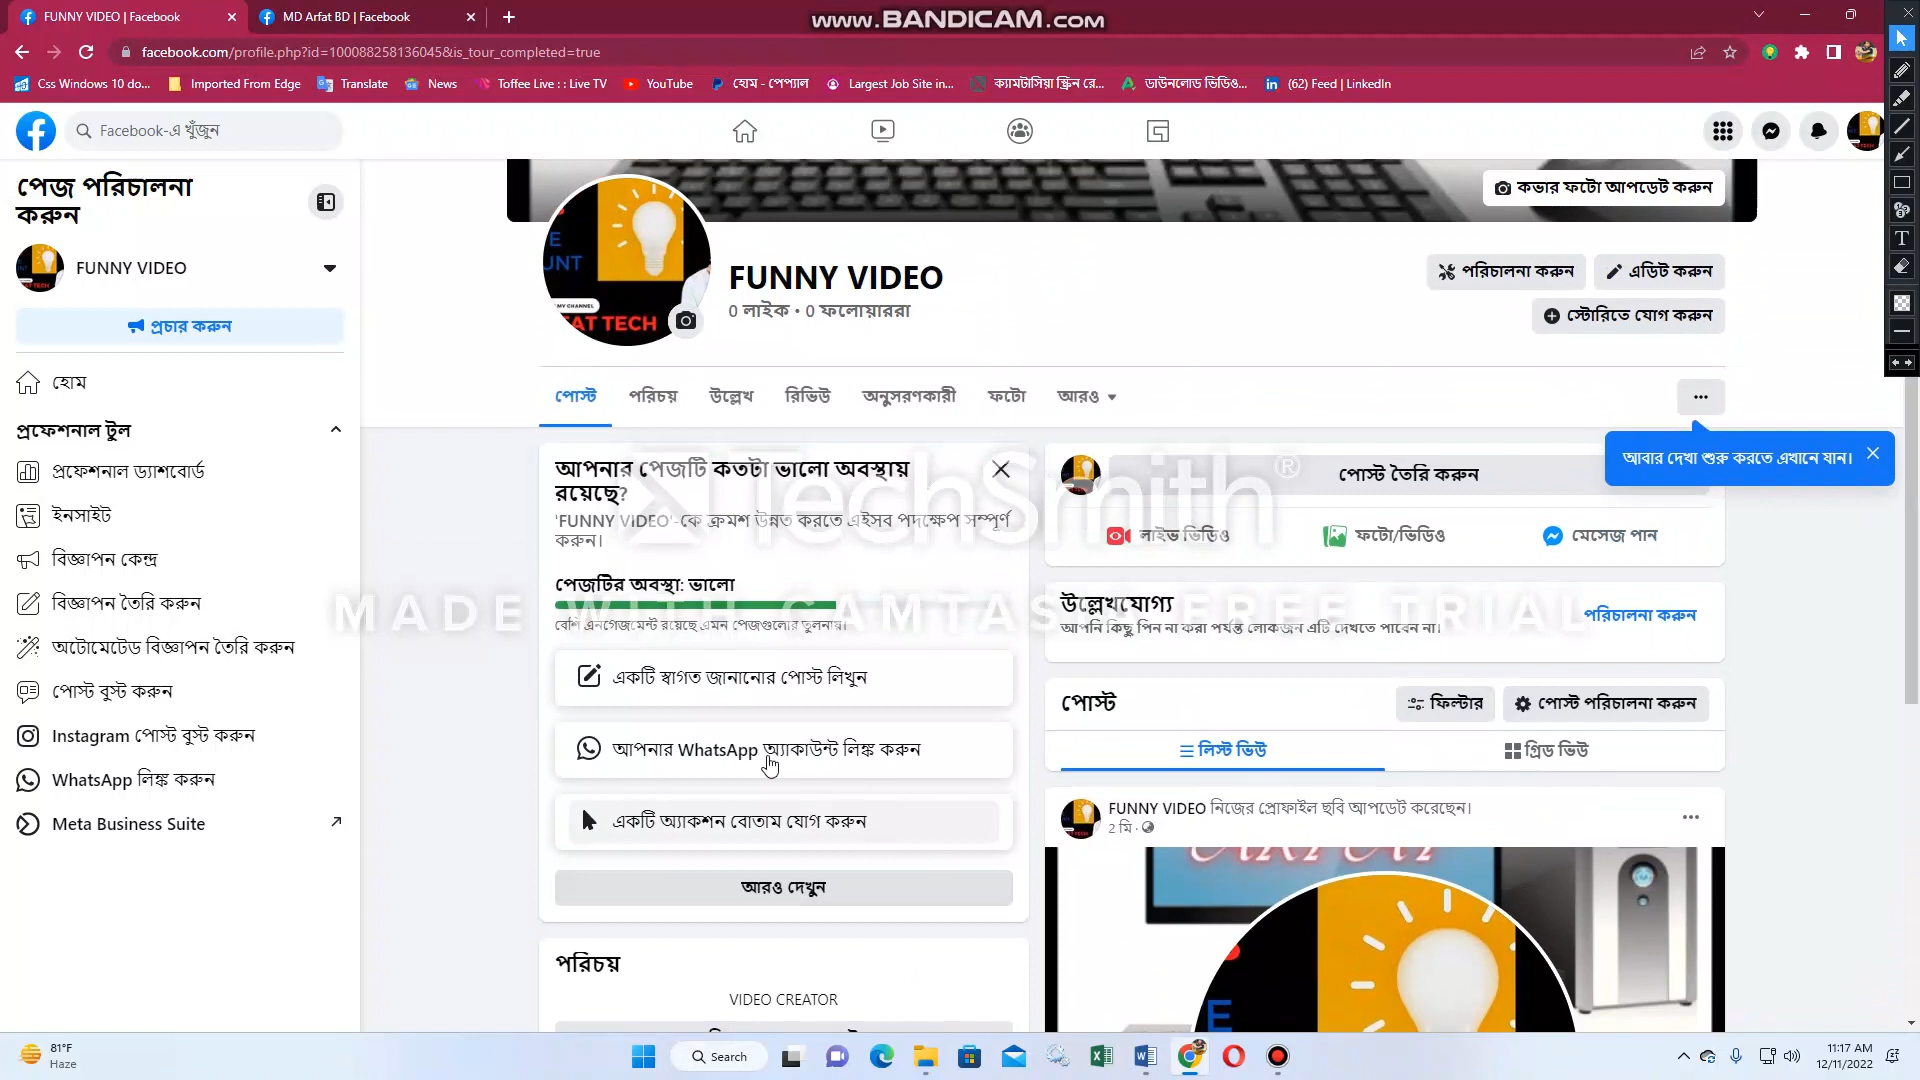 FUNNY VIDEO | Facebook
MD Arfat BD | Facebook
www.BANDICAM.com
facebook.com/profile.php?id=100088258136045&is_tour_completed=true
Css Windows 10 do...
Imported From Edge
Translate
News
Toffee Live : : Live TV
YouTube
হোম - পেপ্যাল
Largest Job Site in...
ক্যামটাসিয়া স্ক্রিন রে...
ডাউনলোড ভিডিও...
(62) Feed | LinkedIn
Facebook-এ খুঁজুন
পেজ পরিচালনা
করুন
FUNNY VIDEO
প্রচার করুন
হোম
প্রফেশনাল টুল
প্রফেশনাল ড্যাশবোর্ড
ইনসাইট
বিজ্ঞাপন কেন্দ্র
বিজ্ঞাপন তৈরি করুন
অটোমেটেড বিজ্ঞাপন তৈরি করুন
পোস্ট বুস্ট করুন
Instagram পোস্ট বুস্ট করুন
WhatsApp লিঙ্ক করুন
Meta Business Suite
কভার ফটো আপডেট করুন
FUNNY VIDEO
0 লাইক • 0 ফলোয়াররা
পরিচালনা করুন
এডিট করুন
স্টোরিতে যোগ করুন
পোস্ট
পরিচয়
উল্লেখ
রিভিউ
অনুসরণকারী
ফটো
আরও
আবার দেখা শুরু করতে এখানে যান।
আপনার পেজটি কতটা ভালো অবস্থায়
রয়েছে?
'FUNNY VIDEO'-কে ক্রমশ উন্নত করতে এইসব পদক্ষেপ সম্পূর্ণ
করুন।
পেজটির অবস্থা: ভালো
বেশি এনগেজমেন্ট রয়েছে এমন পেজগুলোর তুলনায়।
একটি স্বাগত জানানোর পোস্ট লিখুন
আপনার WhatsApp অ্যাকাউন্ট লিঙ্ক করুন
একটি অ্যাকশন বোতাম যোগ করুন
আরও দেখুন
পরিচয়
VIDEO CREATOR
পোস্ট তৈরি করুন
লাইভ ভিডিও
ফটো/ভিডিও
মেসেজ পান
উল্লেখযোগ্য
আপনি কিছু পিন না করা পর্যন্ত লোকজন এটি দেখতে পাবেন না।
পরিচালনা করুন
পোস্ট
ফিল্টার
পোস্ট পরিচালনা করুন
লিস্ট ভিউ
গ্রিড ভিউ
FUNNY VIDEO নিজের প্রোফাইল ছবি আপডেট করেছেন।
2 মি ·
TechSmith®
MADE WITH CAMTASIA FREE TRIAL
81°F
Haze
Search
11:17 AM
12/11/2022